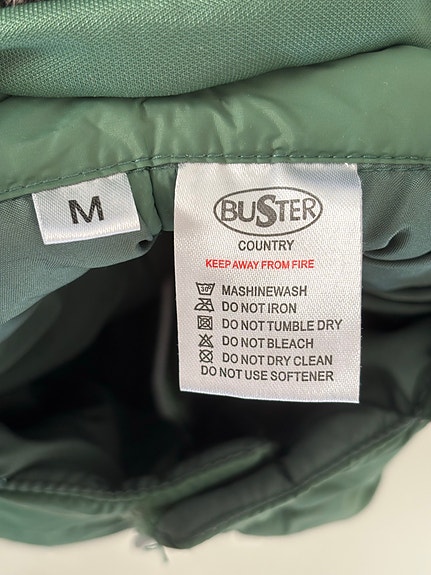 M
BUSTER
COUNTRY
KEEP AWAY FROM FIRE
30° MASHINEWASH
DO NOT IRON
DO NOT TUMBLE DRY
DO NOT BLEACH
DO NOT DRY CLEAN
DO NOT USE SOFTENER